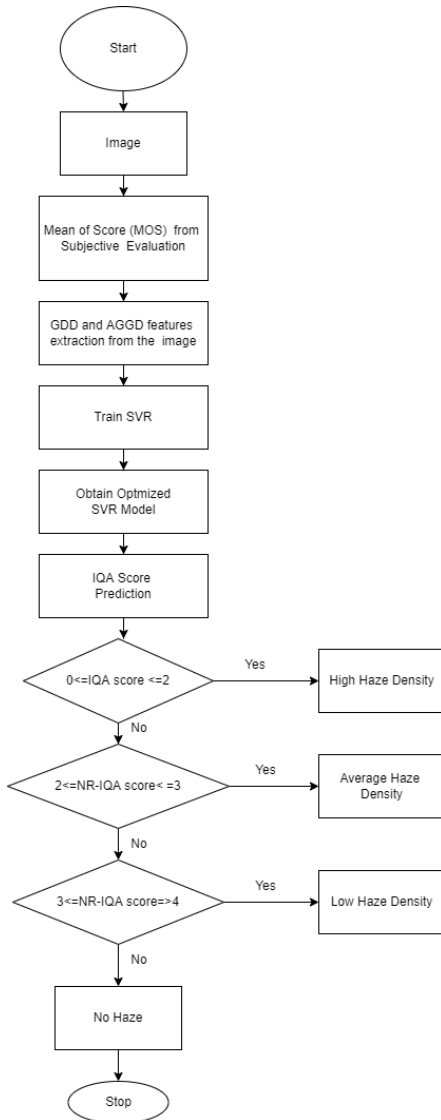 Start
Image
Mean of Score (MOS) from
Subjective Evaluation
GDD and AGGD features
extraction from the image
Train SVR
Obtain Optmized
SVR Model
IQA Score
Prediction
0<=IQA score <=2
Yes
High Haze Density
No
2<=NR-IQA score< =3
Yes
Average Haze
Density
No
3<=NR-IQA score=>4
Yes
Low Haze Density
No
No Haze
Stop